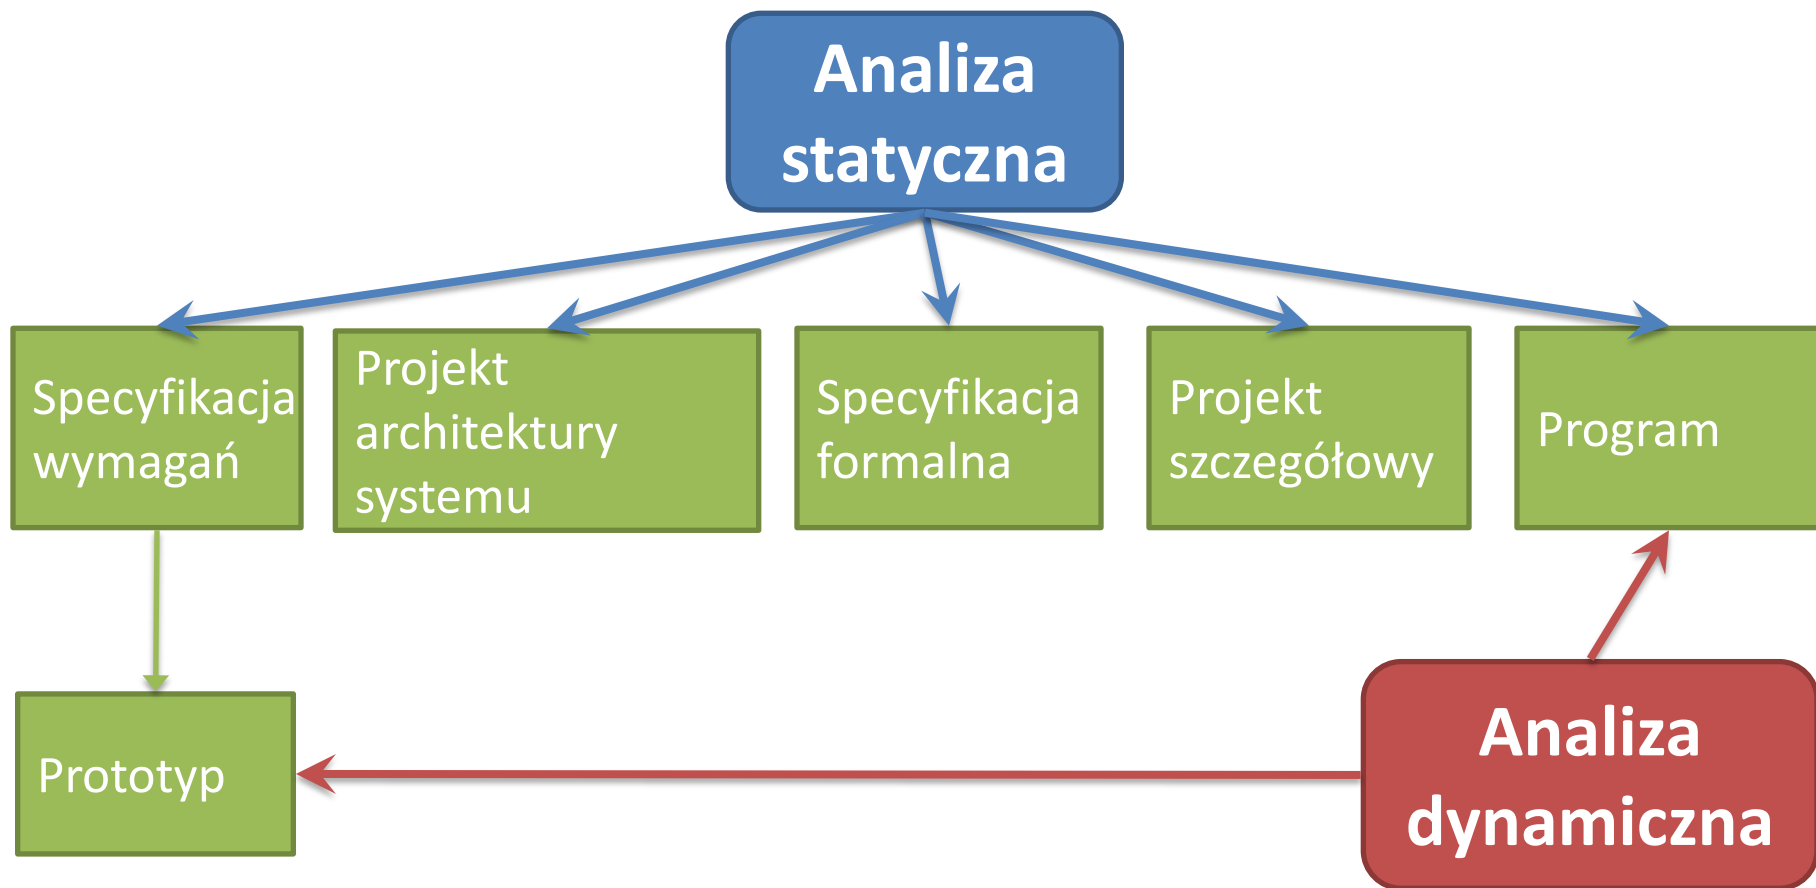 Analiza
statyczna
Specyfikacja
wymagań
Projekt
architektury
systemu
Specyfikacja
formalna
Projekt
szczegółowy
Program
Prototyp
Analiza
dynamiczna